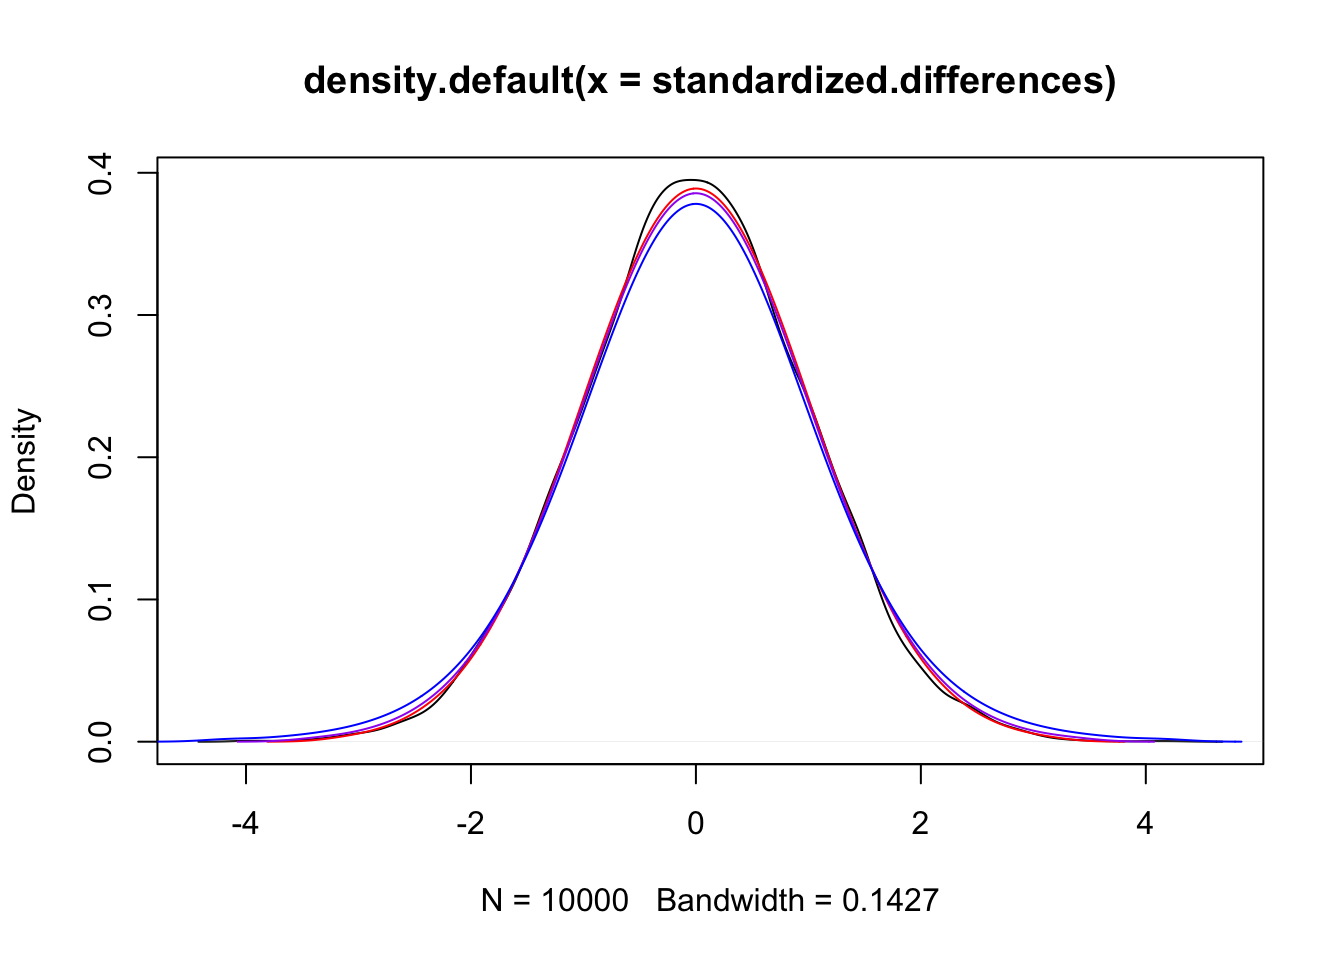 density.default(x = standardized.differences)
Density
0.4
0.3
0.2
0.1
0.0
-4 -2 0 2 4
N = 10000 Bandwidth = 0.1427